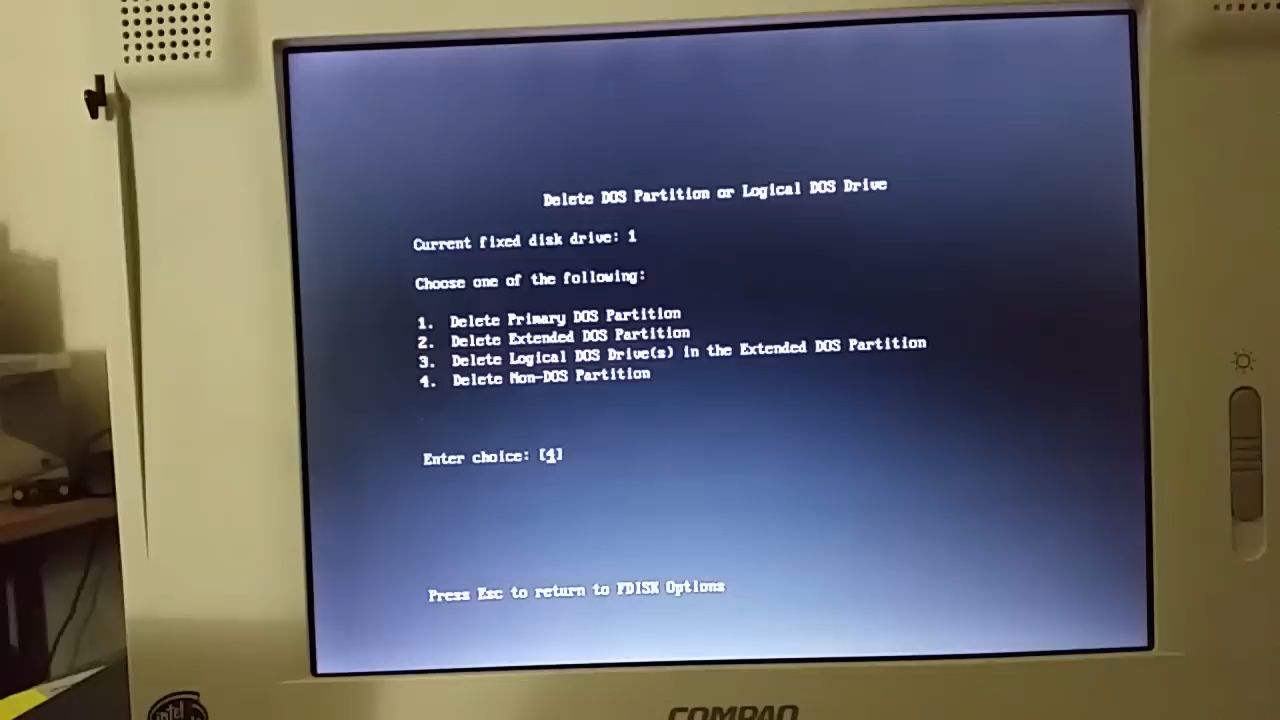 Delete DOS Partition or Logical DOS Drive
Current fixed disk drive: 1
Choose one of the following:
1. Delete Primary DOS Partition
2. Delete Extended DOS Partition
3. Delete Logical DOS Drive(s) in the Extended DOS Partition
4. Delete Non-DOS Partition
Enter choice: [4]
Press Esc to return to FDISK Options
intel
COMPAQ